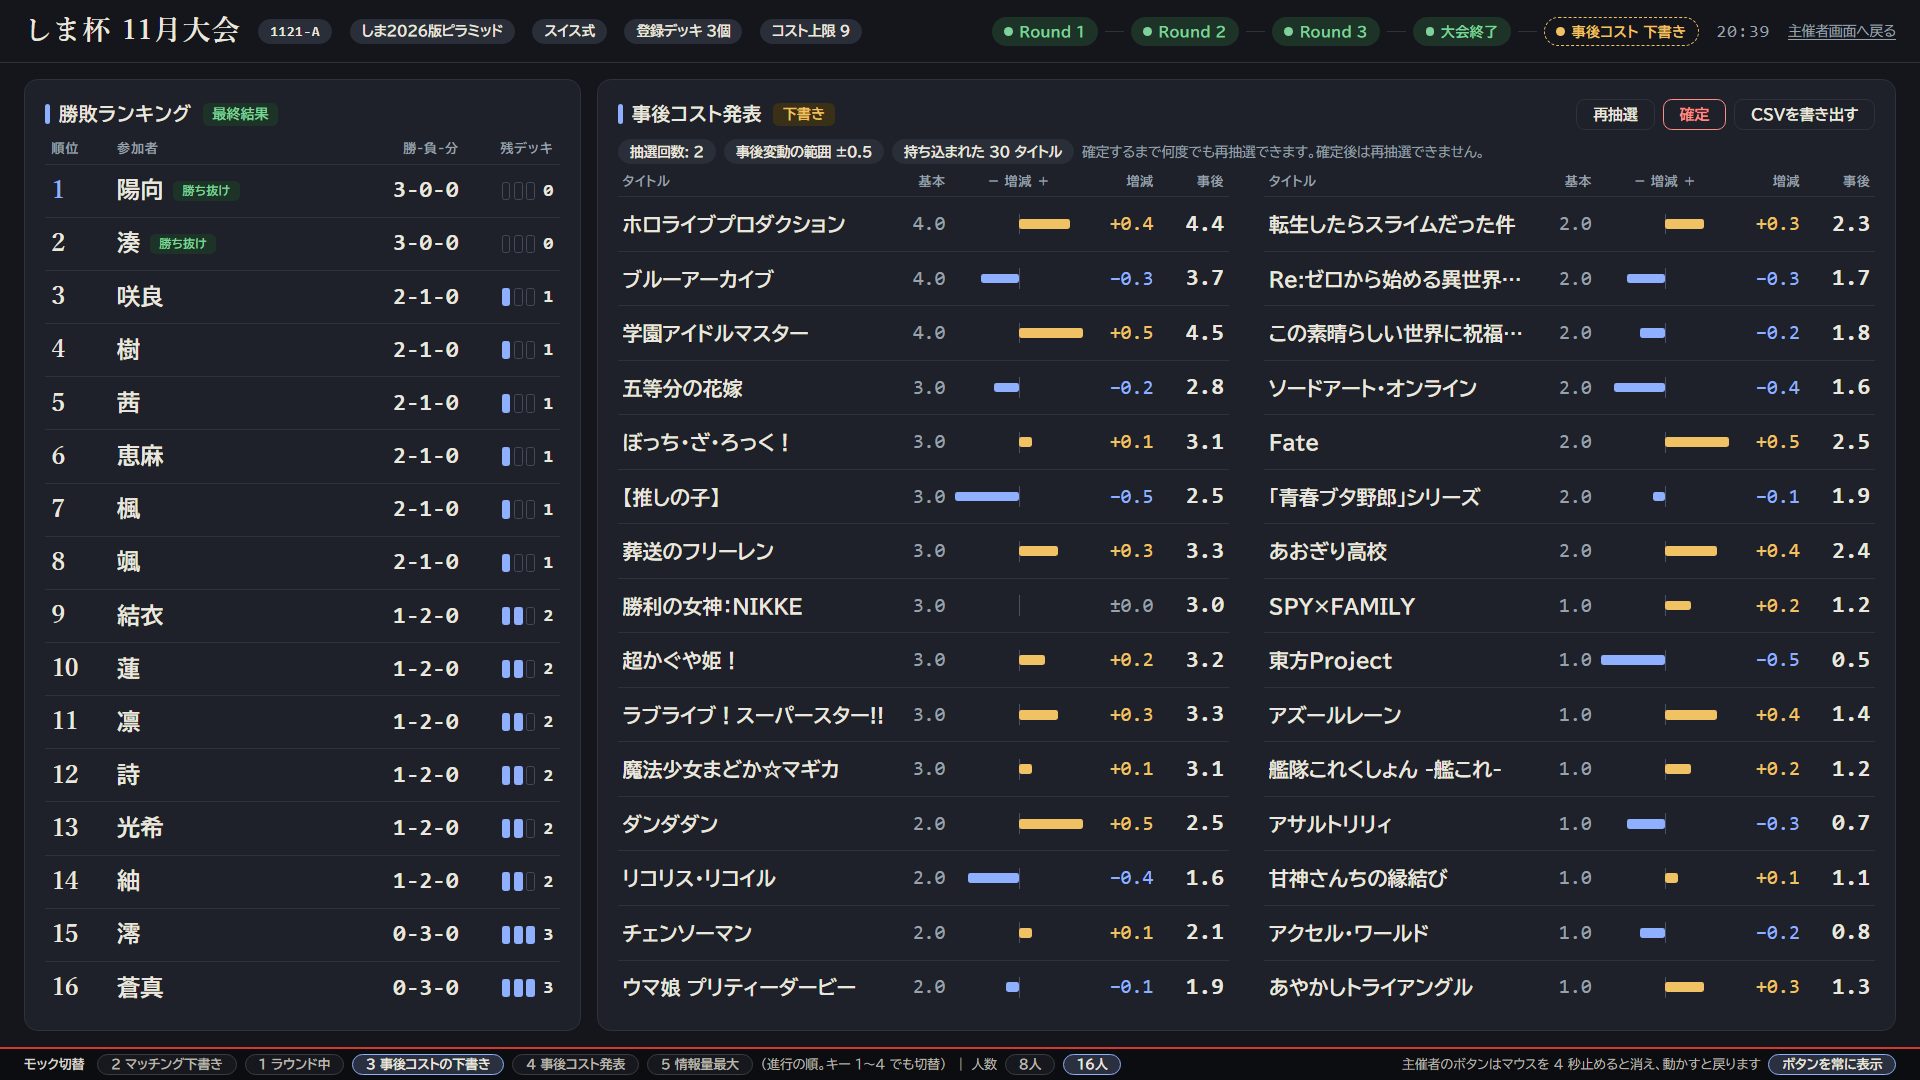 しま杯 11月大会 1121-A しま2026版ピラミッド スイス式 登録デッキ 3個 コスト上限 9 Round 1 Round 2 Round 3 大会終了 事後コスト 下書き 20:39 主催者画面へ戻る
勝敗ランキング 最終結果
順位 参加者 勝-負-分 残デッキ
1 陽向 勝ち抜け 3-0-0 0
2 湊 勝ち抜け 3-0-0 0
3 咲良 2-1-0 1
4 樹 2-1-0 1
5 茜 2-1-0 1
6 恵麻 2-1-0 1
7 楓 2-1-0 1
8 颯 2-1-0 1
9 結衣 1-2-0 2
10 蓮 1-2-0 2
11 凛 1-2-0 2
12 詩 1-2-0 2
13 光希 1-2-0 2
14 紬 1-2-0 2
15 澪 0-3-0 3
16 蒼真 0-3-0 3
事後コスト発表 下書き 再抽選 確定 CSVを書き出す
抽選回数: 2 事後変動の範囲 ±0.5 持ち込まれた 30 タイトル 確定するまで何度でも再抽選できます。確定後は再抽選できません。
タイトル 基本 − 増減 + 増減 事後
ホロライブプロダクション 4.0 +0.4 4.4
ブルーアーカイブ 4.0 −0.3 3.7
学園アイドルマスター 4.0 +0.5 4.5
五等分の花嫁 3.0 −0.2 2.8
ぼっち・ざ・ろっく！ 3.0 +0.1 3.1
【推しの子】 3.0 −0.5 2.5
葬送のフリーレン 3.0 +0.3 3.3
勝利の女神：NIKKE 3.0 ±0.0 3.0
超かぐや姫！ 3.0 +0.2 3.2
ラブライブ！スーパースター!! 3.0 +0.3 3.3
魔法少女まどか☆マギカ 3.0 +0.1 3.1
ダンダダン 2.0 +0.5 2.5
リコリス・リコイル 2.0 −0.4 1.6
チェンソーマン 2.0 +0.1 2.1
ウマ娘 プリティーダービー 2.0 −0.1 1.9
タイトル 基本 − 増減 + 増減 事後
転生したらスライムだった件 2.0 +0.3 2.3
Re:ゼロから始める異世界… 2.0 −0.3 1.7
この素晴らしい世界に祝福… 2.0 −0.2 1.8
ソードアート・オンライン 2.0 −0.4 1.6
Fate 2.0 +0.5 2.5
「青春ブタ野郎」シリーズ 2.0 −0.1 1.9
あおぎり高校 2.0 +0.4 2.4
SPY×FAMILY 1.0 +0.2 1.2
東方Project 1.0 −0.5 0.5
アズールレーン 1.0 +0.4 1.4
艦隊これくしょん -艦これ- 1.0 +0.2 1.2
アサルトリリィ 1.0 −0.3 0.7
甘神さんちの縁結び 1.0 +0.1 1.1
アクセル・ワールド 1.0 −0.2 0.8
あやかしトライアングル 1.0 +0.3 1.3
モック切替 2 マッチング下書き 1 ラウンド中 3 事後コストの下書き 4 事後コスト発表 5 情報量最大 （進行の順。キー 1〜4 でも切替） | 人数 8人 16人 主催者のボタンはマウスを 4 秒止めると消え、動かすと戻ります ボタンを常に表示